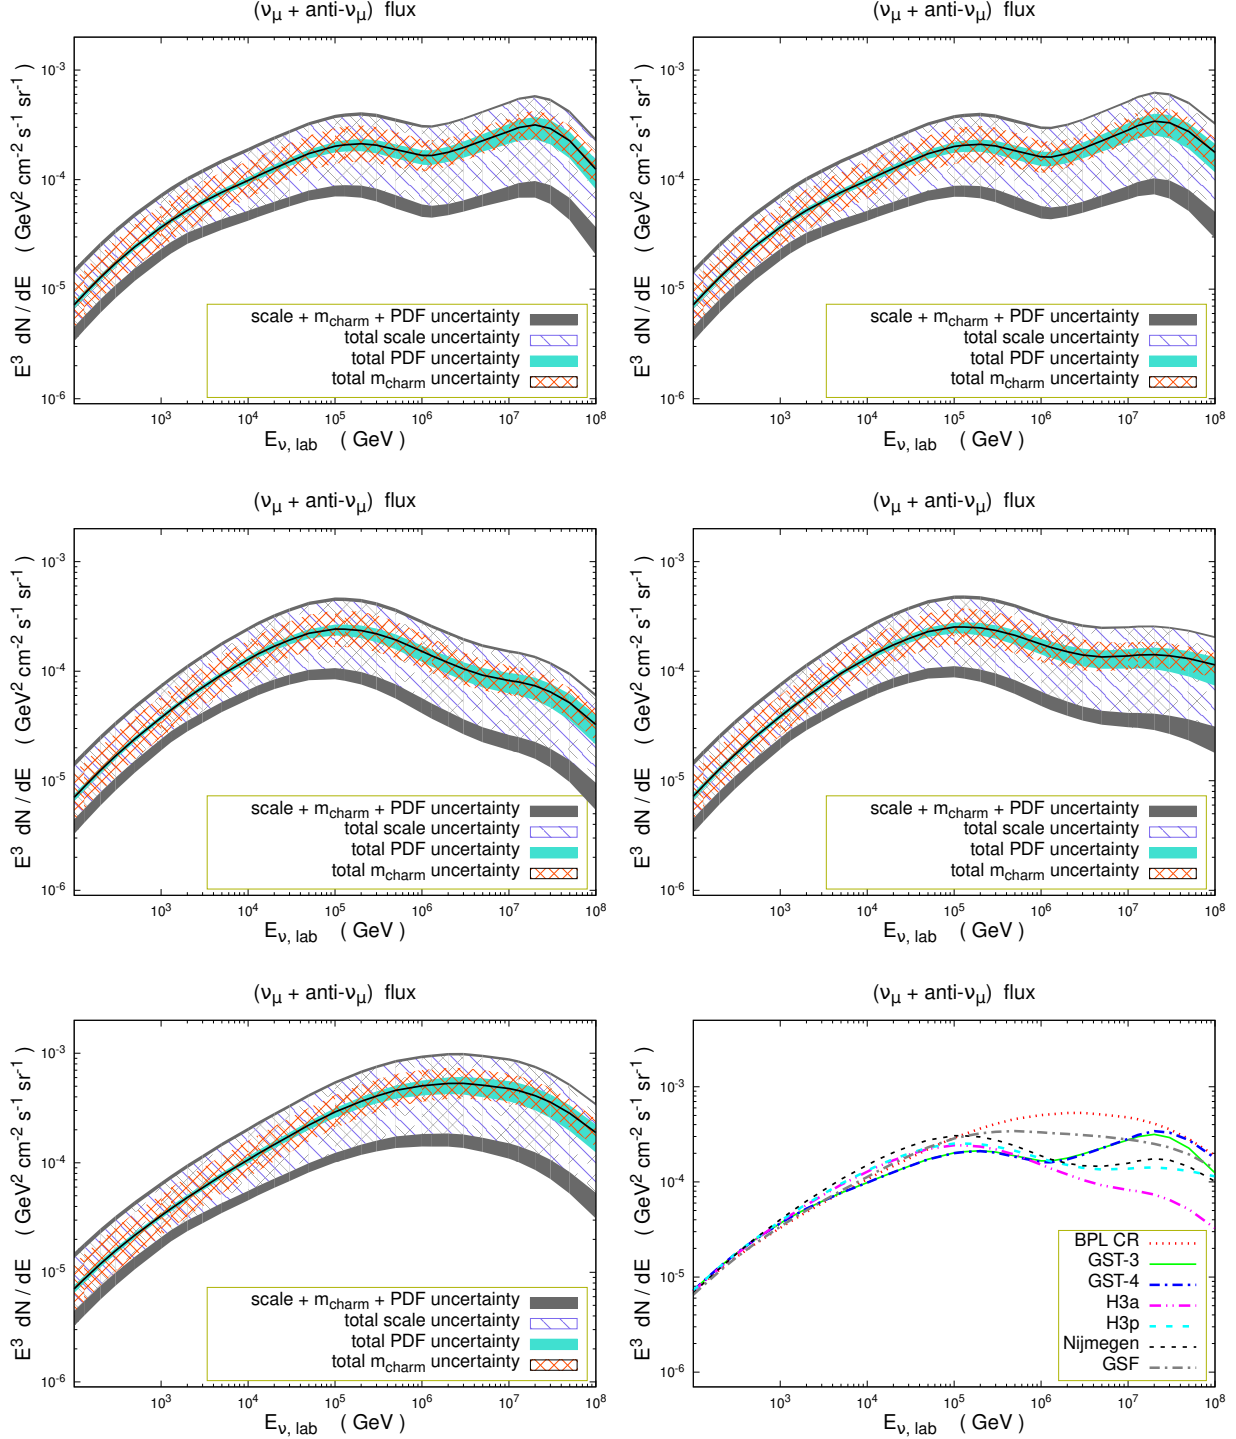 (νμ + anti-νμ) flux
E3 dN / dE ( GeV2 cm-2 s-1 sr-1 )
10-3
10-4
10-5
10-6
scale + mcharm + PDF uncertainty
total scale uncertainty
total PDF uncertainty
total mcharm uncertainty
103 104 105 106 107 108
Eν, lab ( GeV )
(νμ + anti-νμ) flux
E3 dN / dE ( GeV2 cm-2 s-1 sr-1 )
10-3
10-4
10-5
10-6
scale + mcharm + PDF uncertainty
total scale uncertainty
total PDF uncertainty
total mcharm uncertainty
103 104 105 106 107 108
Eν, lab ( GeV )
(νμ + anti-νμ) flux
E3 dN / dE ( GeV2 cm-2 s-1 sr-1 )
10-3
10-4
10-5
10-6
scale + mcharm + PDF uncertainty
total scale uncertainty
total PDF uncertainty
total mcharm uncertainty
103 104 105 106 107 108
Eν, lab ( GeV )
(νμ + anti-νμ) flux
E3 dN / dE ( GeV2 cm-2 s-1 sr-1 )
10-3
10-4
10-5
10-6
scale + mcharm + PDF uncertainty
total scale uncertainty
total PDF uncertainty
total mcharm uncertainty
103 104 105 106 107 108
Eν, lab ( GeV )
(νμ + anti-νμ) flux
E3 dN / dE ( GeV2 cm-2 s-1 sr-1 )
10-3
10-4
10-5
10-6
scale + mcharm + PDF uncertainty
total scale uncertainty
total PDF uncertainty
total mcharm uncertainty
103 104 105 106 107 108
Eν, lab ( GeV )
(νμ + anti-νμ) flux
E3 dN / dE ( GeV2 cm-2 s-1 sr-1 )
10-3
10-4
10-5
10-6
BPL CR
GST-3
GST-4
H3a
H3p
Nijmegen
GSF
103 104 105 106 107 108
Eν, lab ( GeV )